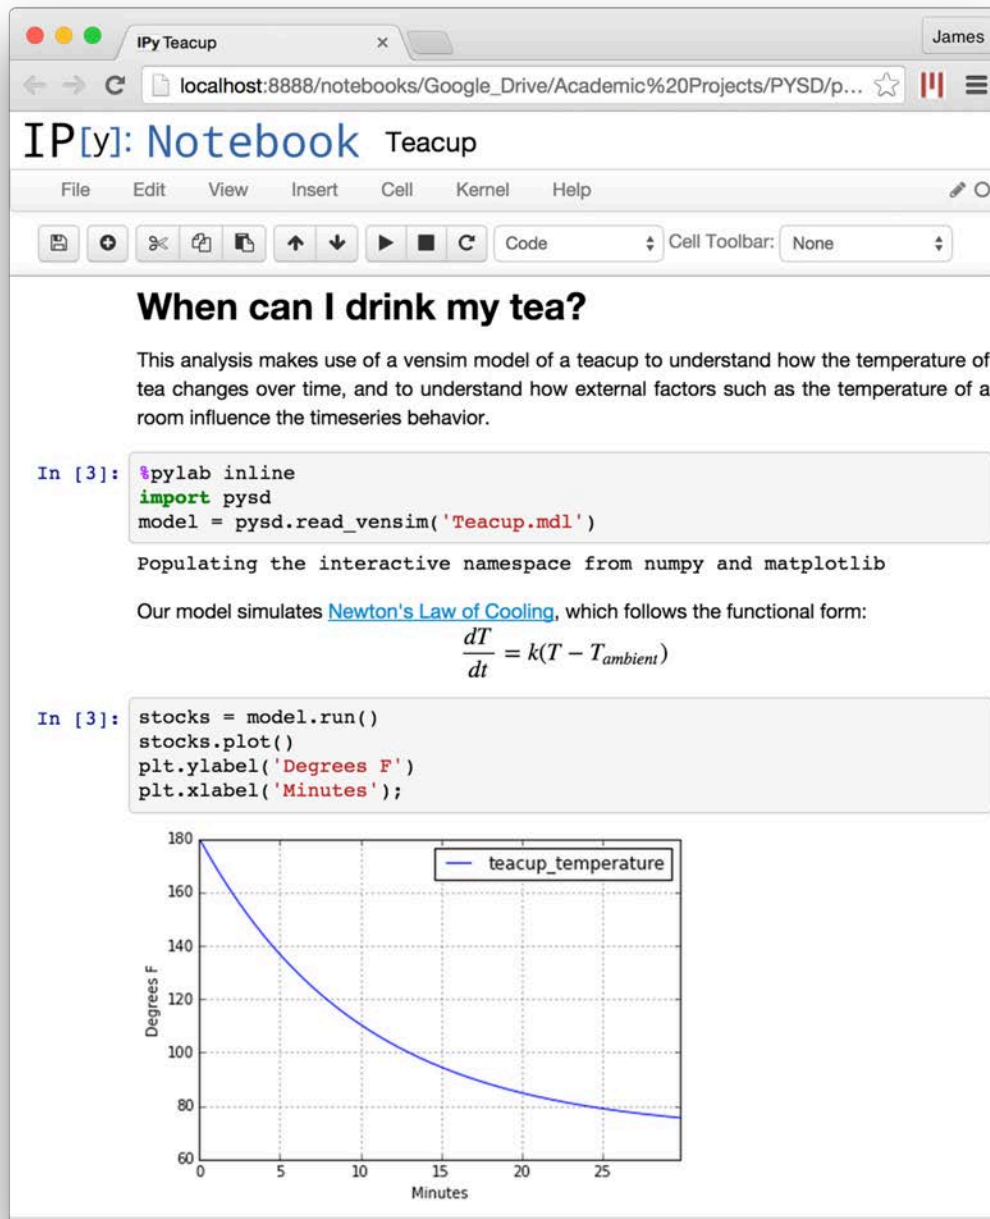 IPy Teacup
James
localhost:8888/notebooks/Google_Drive/Academic%20Projects/PYSD/p...
IP[y]: Notebook Teacup
File Edit View Insert Cell Kernel Help
Code Cell Toolbar: None
When can I drink my tea?
This analysis makes use of a vensim model of a teacup to understand how the temperature of
tea changes over time, and to understand how external factors such as the temperature of a
room influence the timeseries behavior.
In [3]: %pylab inline
import pysd
model = pysd.read_vensim('Teacup.mdl')
Populating the interactive namespace from numpy and matplotlib
Our model simulates Newton's Law of Cooling, which follows the functional form:
dT/dt = k(T − T_ambient)
In [3]: stocks = model.run()
stocks.plot()
plt.ylabel('Degrees F')
plt.xlabel('Minutes');
180
teacup_temperature
160
140
120
100
80
60
Degrees F
0 5 10 15 20 25
Minutes